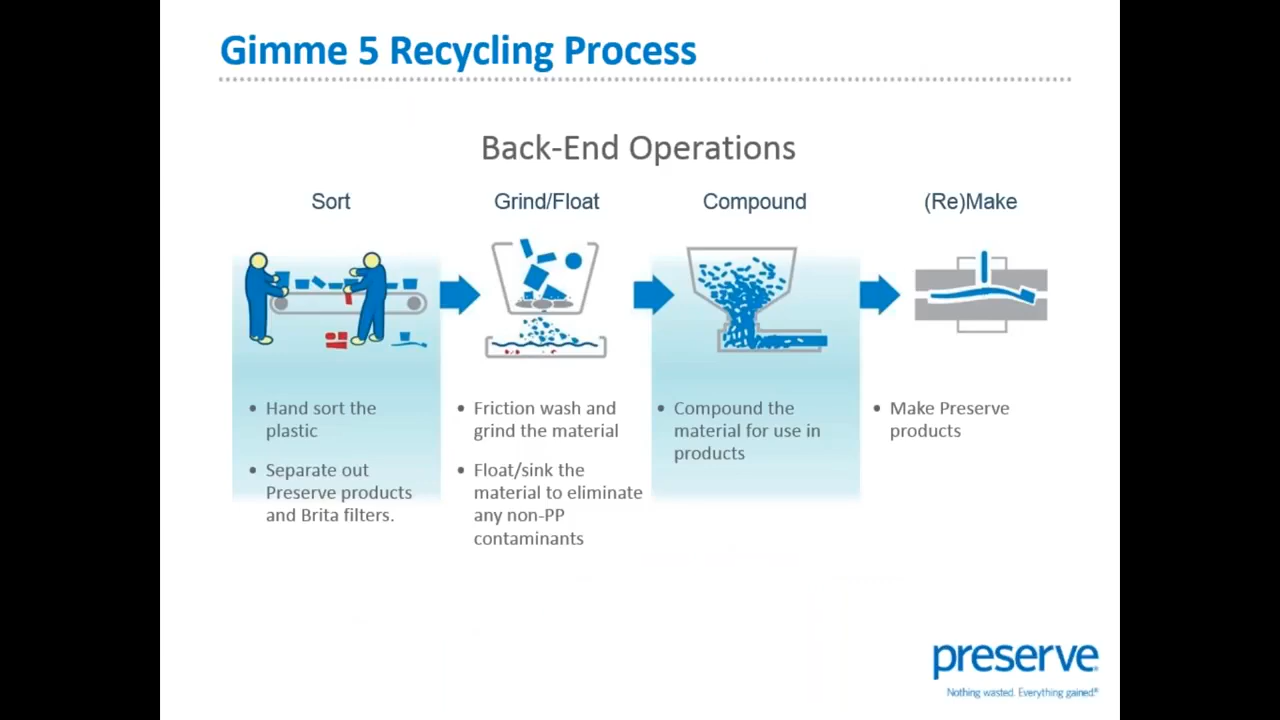 Gimme 5 Recycling Process
Back-End Operations
Sort
Grind/Float
Compound
(Re)Make
• Hand sort the
plastic
• Separate out
Preserve products
and Brita filters.
• Friction wash and
grind the material
• Float/sink the
material to eliminate
any non-PP
contaminants
• Compound the
material for use in
products
• Make Preserve
products
preserve®
Nothing wasted. Everything gained.®